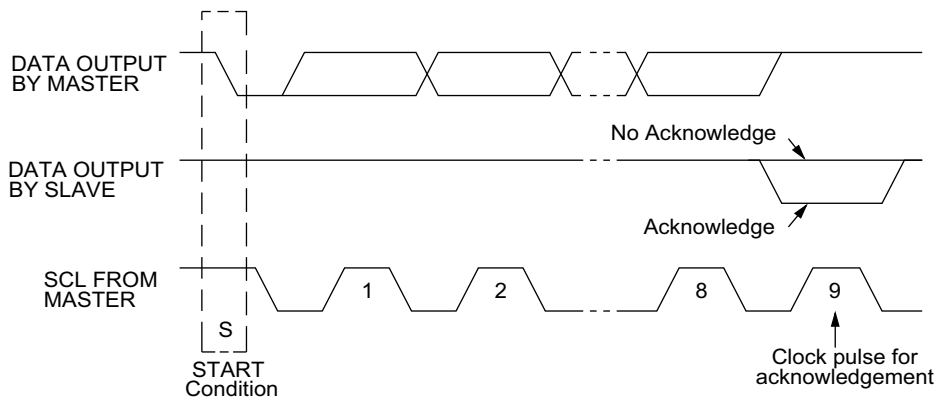 DATA OUTPUT
BY MASTER
No Acknowledge
DATA OUTPUT
BY SLAVE
Acknowledge
SCL FROM
MASTER
1
2
8
9
S
START
Condition
Clock pulse for
acknowledgement